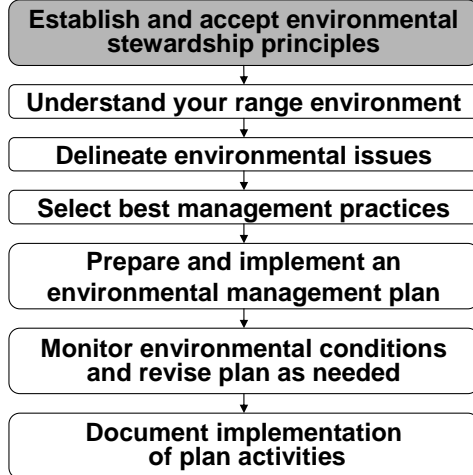 Establish and accept environmental
stewardship principles
Understand your range environment
Delineate environmental issues
Select best management practices
Prepare and implement an
environmental management plan
Monitor environmental conditions
and revise plan as needed
Document implementation
of plan activities